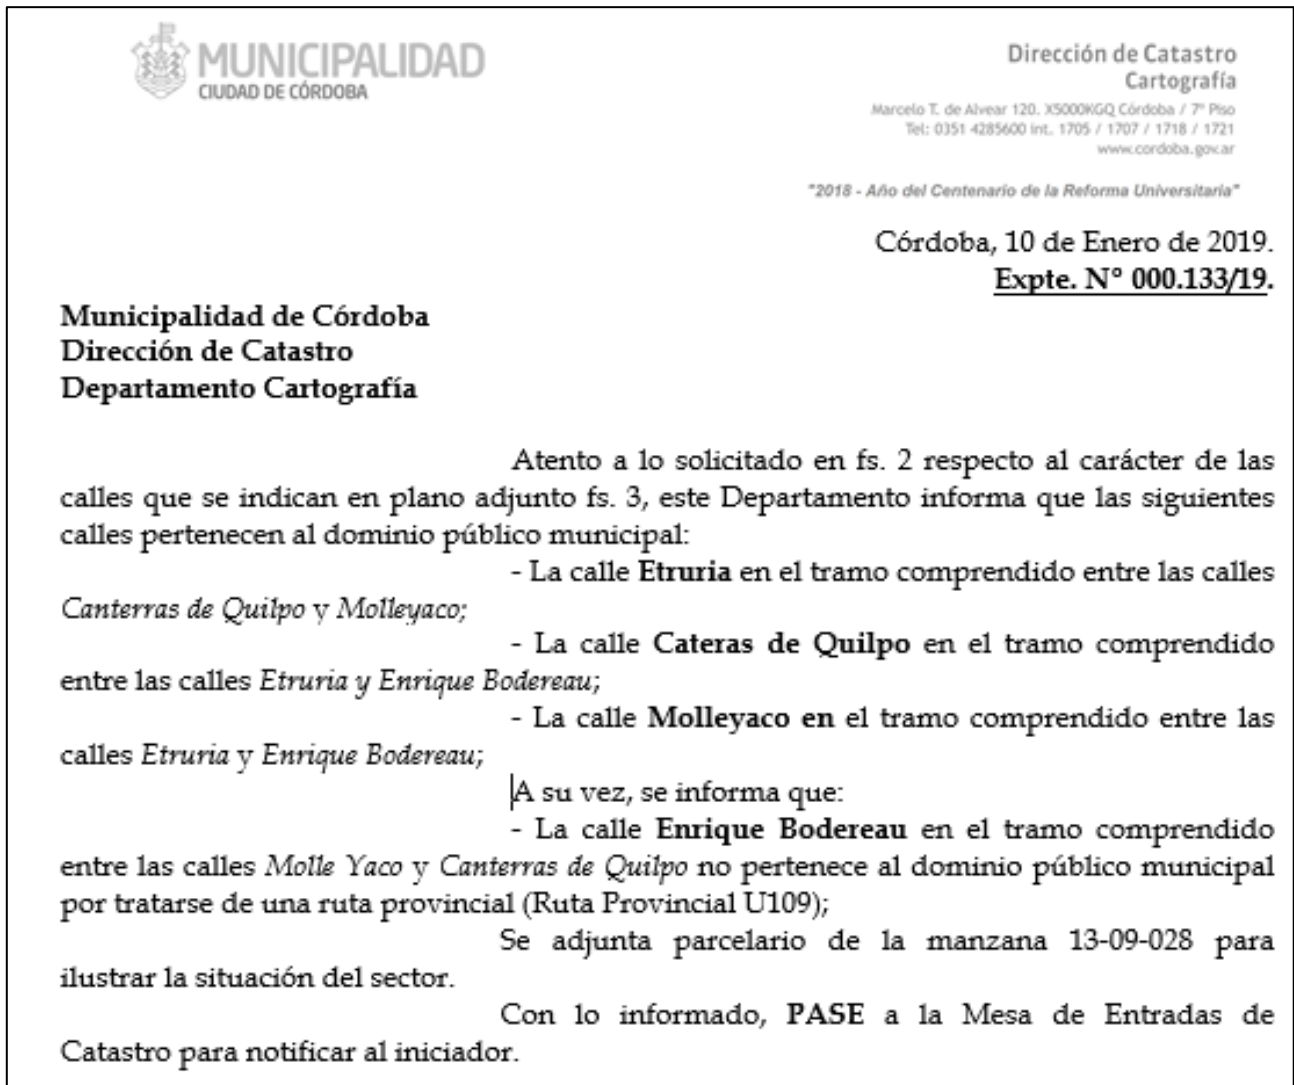 MUNICIPALIDAD
CIUDAD DE CÓRDOBA
Dirección de Catastro
Cartografía
Marcelo T. de Alvear 120. X5000KGQ Córdoba / 7º Piso
Tel: 0351 4285600 int. 1705 / 1707 / 1718 / 1721
www.cordoba.gov.ar
"2018 - Año del Centenario de la Reforma Universitaria"
Córdoba, 10 de Enero de 2019.
Expte. N° 000.133/19.
Municipalidad de Córdoba
Dirección de Catastro
Departamento Cartografía
Atento a lo solicitado en fs. 2 respecto al carácter de las
calles que se indican en plano adjunto fs. 3, este Departamento informa que las siguientes
calles pertenecen al dominio público municipal:
- La calle Etruria en el tramo comprendido entre las calles
Canterras de Quilpo y Molleyaco;
- La calle Cateras de Quilpo en el tramo comprendido
entre las calles Etruria y Enrique Bodereau;
- La calle Molleyaco en el tramo comprendido entre las
calles Etruria y Enrique Bodereau;
A su vez, se informa que:
- La calle Enrique Bodereau en el tramo comprendido
entre las calles Molle Yaco y Canterras de Quilpo no pertenece al dominio público municipal
por tratarse de una ruta provincial (Ruta Provincial U109);
Se adjunta parcelario de la manzana 13-09-028 para
ilustrar la situación del sector.
Con lo informado, PASE a la Mesa de Entradas de
Catastro para notificar al iniciador.